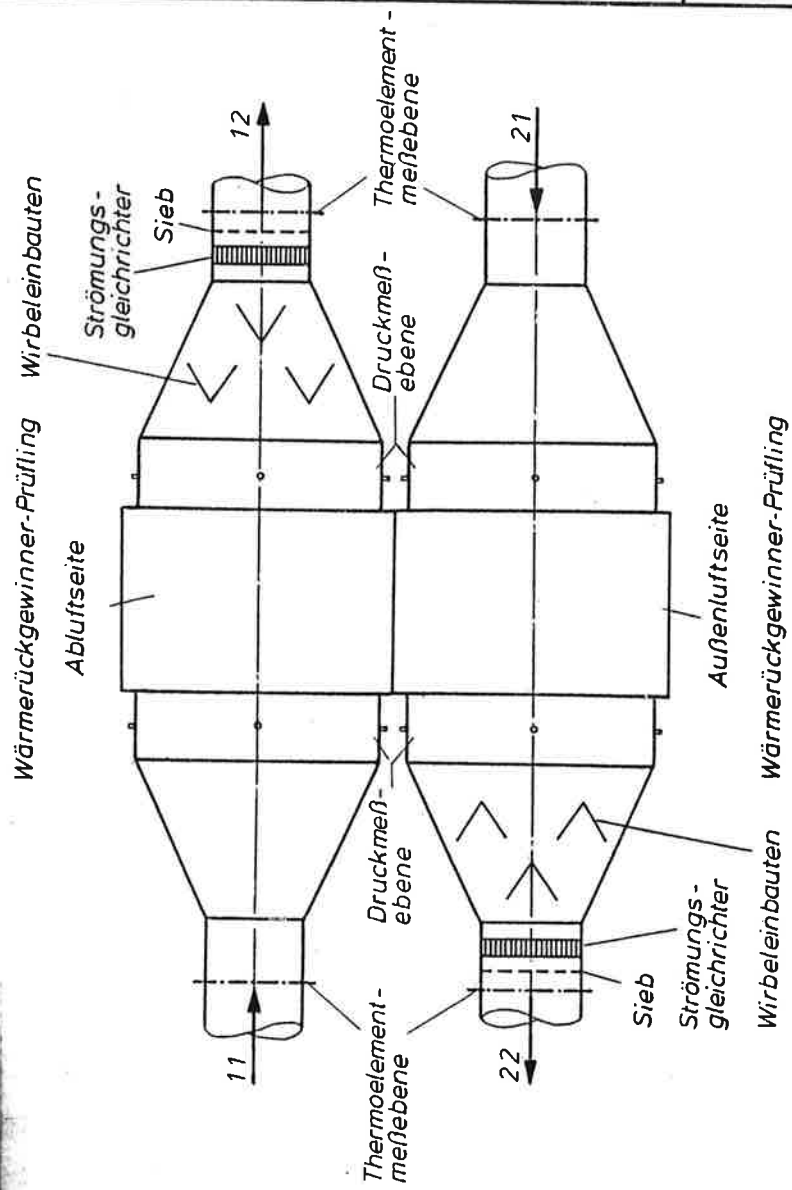 Wärmerückgewinner-Prüfling Wirbeleinbauten
Abluftseite
Strömungs-
gleichrichter
Sieb
12
11
Thermoelement-
meßebene
Druckmeß-
ebene
Druckmeß-
ebene
Thermoelement-
meßebene
22
21
Sieb
Strömungs-
gleichrichter
Außenluftseite
Wirbeleinbauten Wärmerückgewinner-Prüfling